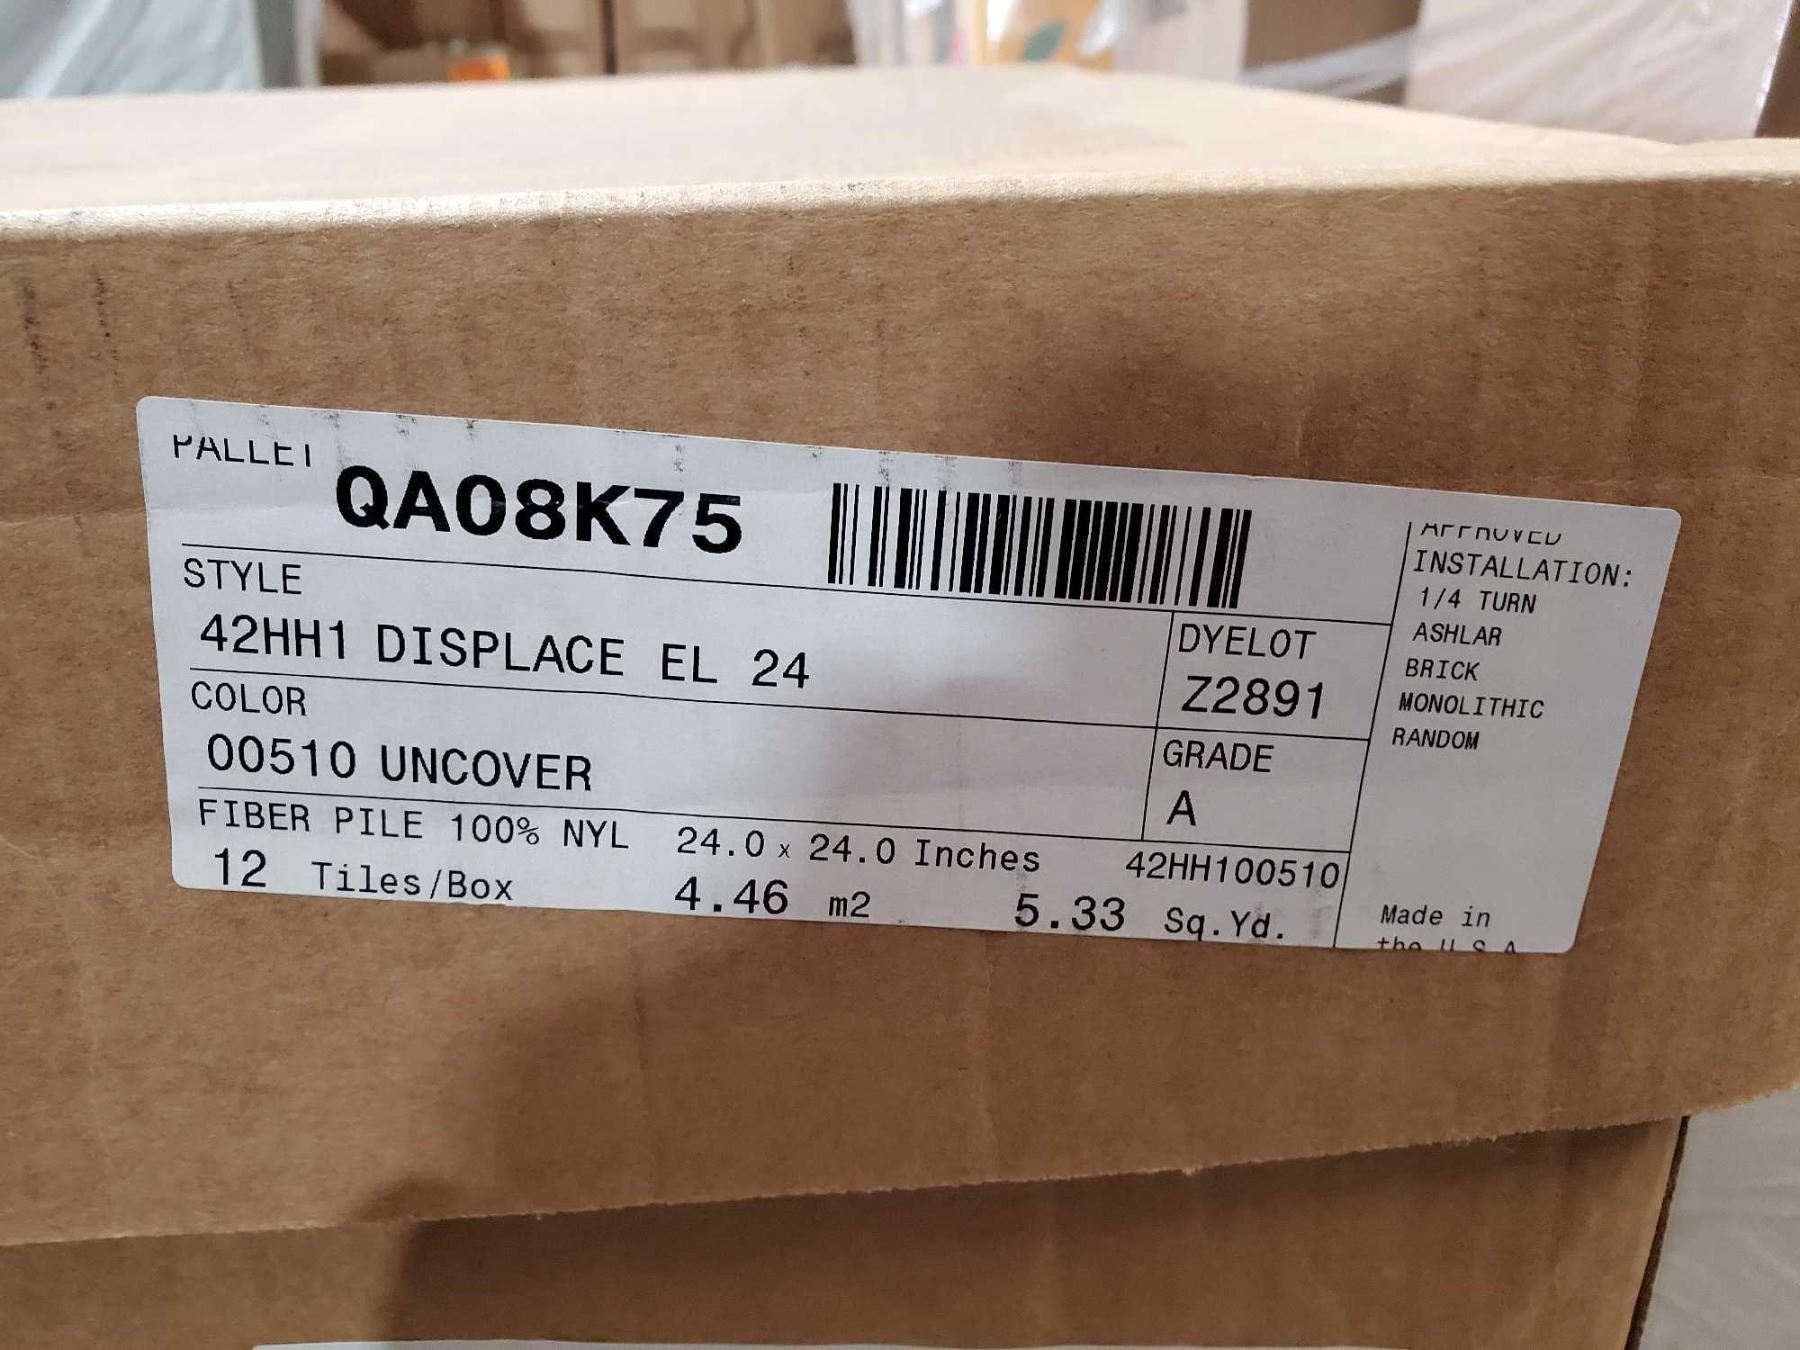 PALLET
QA08K75
STYLE
42HH1 DISPLACE EL 24
COLOR
00510 UNCOVER
FIBER PILE 100% NYL 24.0 x 24.0 Inches 42HH100510
12 Tiles/Box 4.46 m2 5.33 Sq.Yd.
DYELOT
Z2891
GRADE
A
APPROVED
INSTALLATION:
1/4 TURN
ASHLAR
BRICK
MONOLITHIC
RANDOM
Made in
the U.S.A